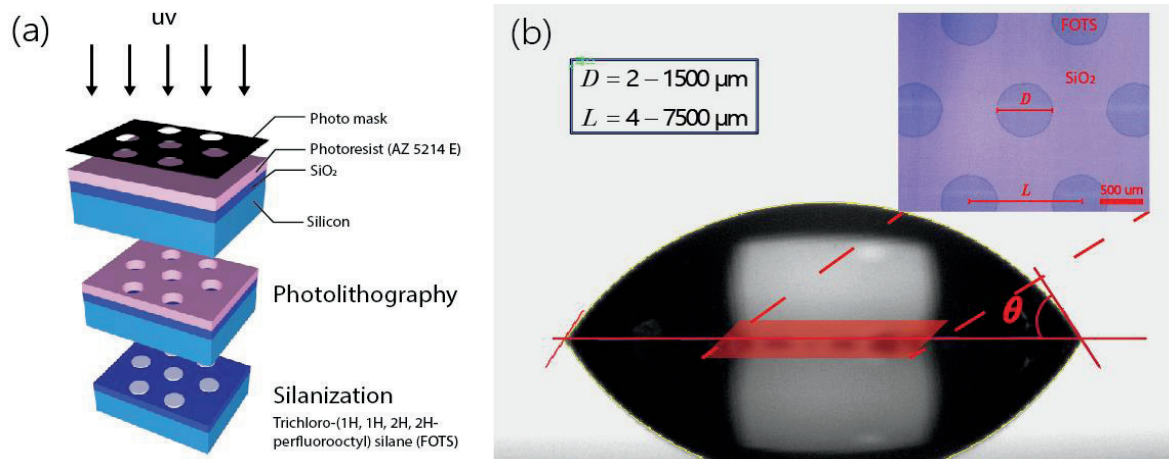 (a)
uv
Photo mask
Photoresist (AZ 5214 E)
SiO₂
Silicon
Photolithography
Silanization
Trichloro-(1H, 1H, 2H, 2H-
perfluorooctyl) silane (FOTS)
(b)
D = 2 – 1500 µm
L = 4 – 7500 µm
FOTS
SiO₂
D
L
500 um
θ